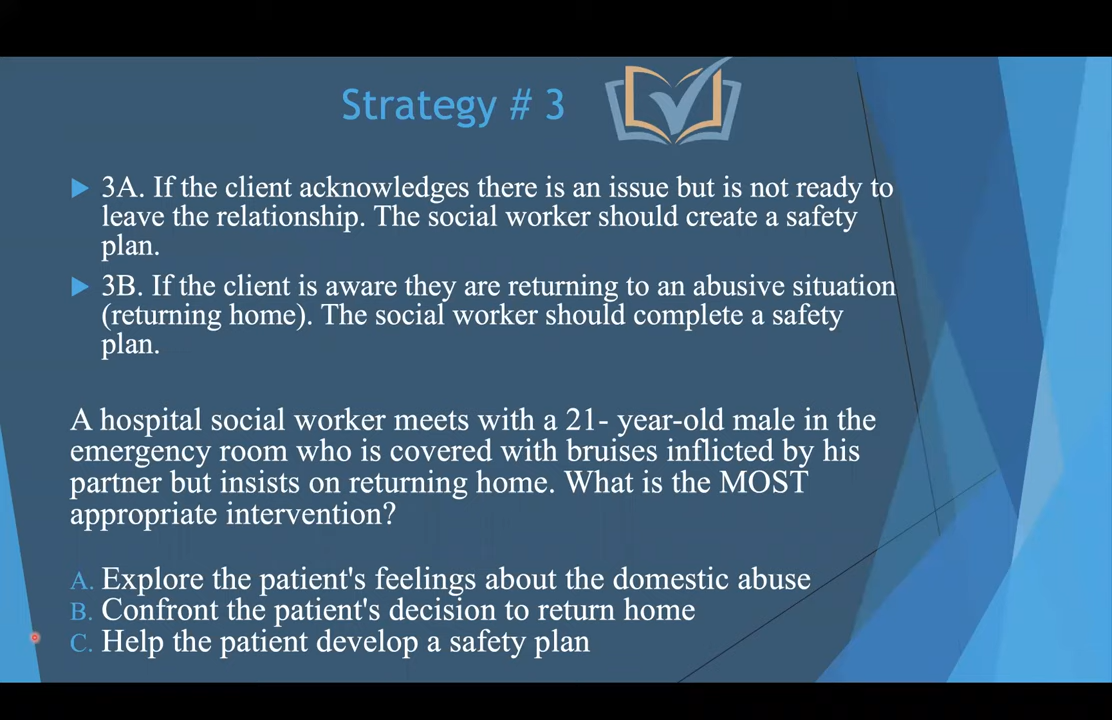 Strategy # 3
3A. If the client acknowledges there is an issue but is not ready to
leave the relationship. The social worker should create a safety
plan.
3B. If the client is aware they are returning to an abusive situation
(returning home). The social worker should complete a safety
plan.
A hospital social worker meets with a 21- year-old male in the
emergency room who is covered with bruises inflicted by his
partner but insists on returning home. What is the MOST
appropriate intervention?
A. Explore the patient's feelings about the domestic abuse
B. Confront the patient's decision to return home
C. Help the patient develop a safety plan